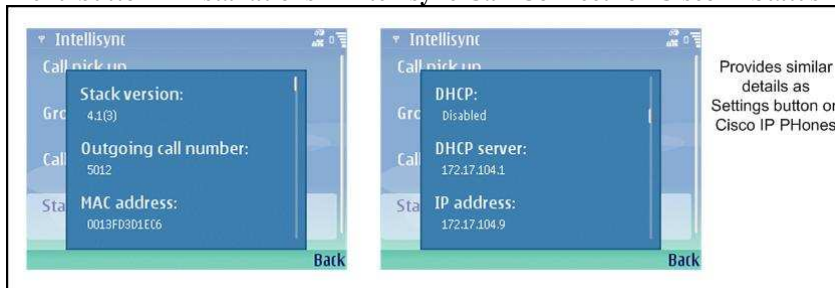 Intellisync
Call pick up
Stack version:
Gro
4.1(3)
Outgoing call number:
Call
5012
MAC address:
Sta
0013FD3D1EC6
Back
Intellisync
Call pick up
DHCP:
Gro
Disabled
DHCP server:
Call
172.17.104.1
IP address:
Sta
172.17.104.9
Back
Provides similar
details as
Settings button on
Cisco IP PHones